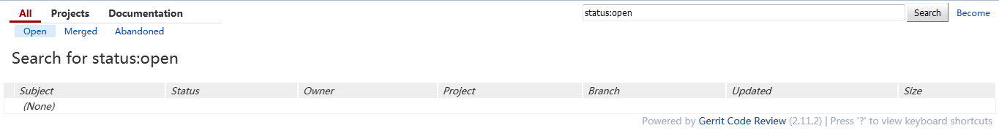 All Projects Documentation status:open Search Become
Open Merged Abandoned
Search for status:open
Subject Status Owner Project Branch Updated Size
(None)
Powered by Gerrit Code Review (2.11.2) | Press '?' to view keyboard shortcuts